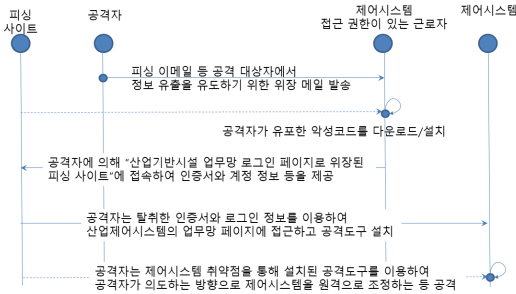 피싱
사이트
공격자
제어시스템
접근 권한이 있는 근로자
제어시스템
피싱 이메일 등 공격 대상자에서
정보 유출을 유도하기 위한 위장 메일 발송
공격자가 유포한 악성코드를 다운로드/설치
공격자에 의해 “산업기반시설 업무망 로그인 페이지로 위장된
피싱 사이트”에 접속하여 인증서와 계정 정보 등을 제공
공격자는 탈취한 인증서와 로그인 정보를 이용하여
산업제어시스템의 업무망 페이지에 접근하고 공격도구 설치
공격자는 제어시스템 취약점을 통해 설치된 공격도구를 이용하여
공격자가 의도하는 방향으로 제어시스템을 원격으로 조정하는 등 공격